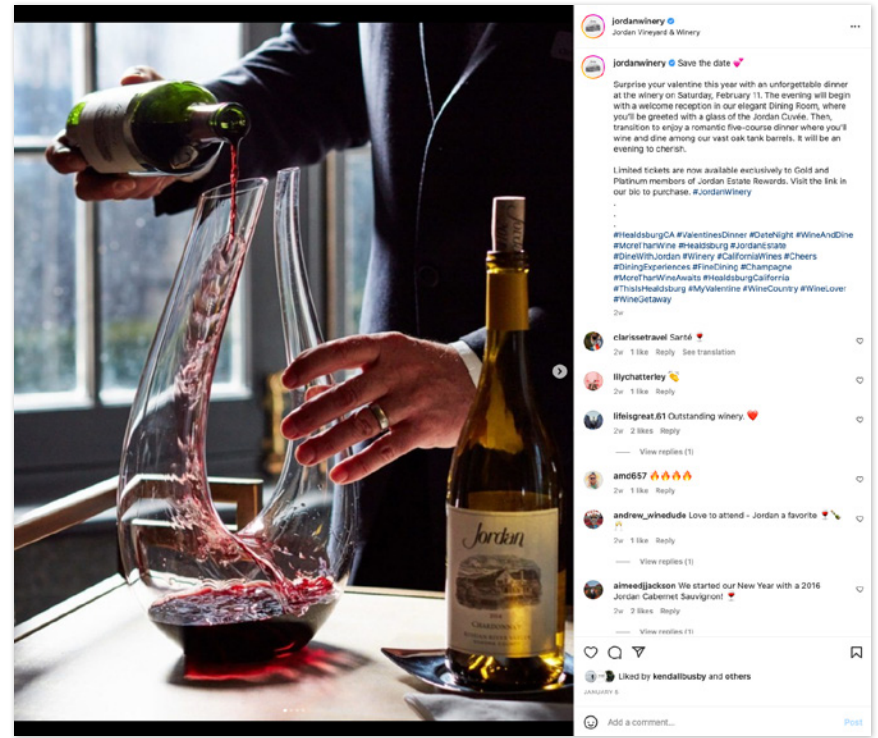 jordanwinery
Jordan Vineyard & Winery
jordanwinery Save the date 💕
Surprise your valentine this year with an unforgettable dinner
at the winery on Saturday, February 11. The evening will begin
with a welcome reception in our elegant Dining Room, where
you'll be greeted with a glass of the Jordan Cuvée. Then,
transition to enjoy a romantic five-course dinner where you'll
wine and dine among our vast oak tank barrels. It will be an
evening to cherish.
Limited tickets are now available exclusively to Gold and
Platinum members of Jordan Estate Rewards. Visit the link in
our bio to purchase. #JordanWinery
.
.
.
#HealdsburgCA #ValentinesDinner #DateNight #WineAndDine
#MoreThanWine #Healdsburg #JordanEstate
#DineWithJordan #Winery #CaliforniaWines #Cheers
#DiningExperiences #FineDining #Champagne
#MoreThanWineAwaits #HealdsburgCalifornia
#ThisIsHealdsburg #MyValentine #WineCountry #WineLover
#WineGetaway
2w
clarissetravel Santé 🍷
2w 1 like Reply See translation
lilychatterley 👏
2w 1 like Reply
lifeisgreat.61 Outstanding winery. ❤️
2w 2 likes Reply
View replies (1)
amd657 🔥🔥🔥🔥
2w 1 like Reply
andrew_winedude Love to attend - Jordan a favorite 🍷🍾
🥂
2w 1 like Reply
View replies (1)
aimeedjjackson We started our New Year with a 2016
Jordan Cabernet Sauvignon! 🍷
2w 2 likes Reply
View replies (1)
Liked by kendallbusby and others
JANUARY 6
Add a comment... Post
Jordan
Jordan
CHARDONNAY
RUSSIAN RIVER VALLEY